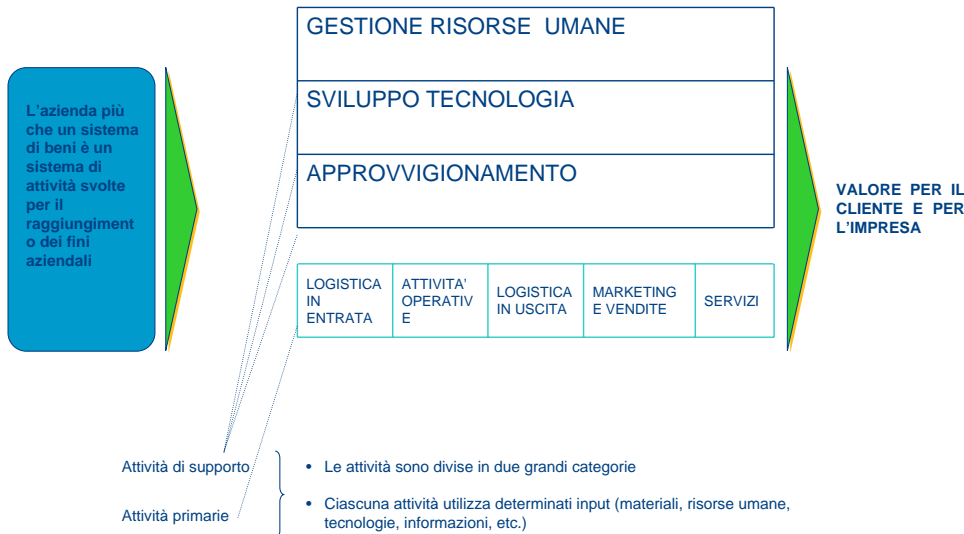 GESTIONE RISORSE UMANE
SVILUPPO TECNOLOGIA
APPROVVIGIONAMENTO
L'azienda più
che un sistema
di beni è un
sistema di
attività svolte
per il
raggiungiment
o dei fini
aziendali
VALORE PER IL
CLIENTE E PER
L'IMPRESA
LOGISTICA
IN
ENTRATA
ATTIVITA'
OPERATIV
E
LOGISTICA
IN USCITA
MARKETING
E VENDITE
SERVIZI
Attività di supporto
Attività primarie
• Le attività sono divise in due grandi categorie
• Ciascuna attività utilizza determinati input (materiali, risorse umane,
tecnologie, informazioni, etc.)